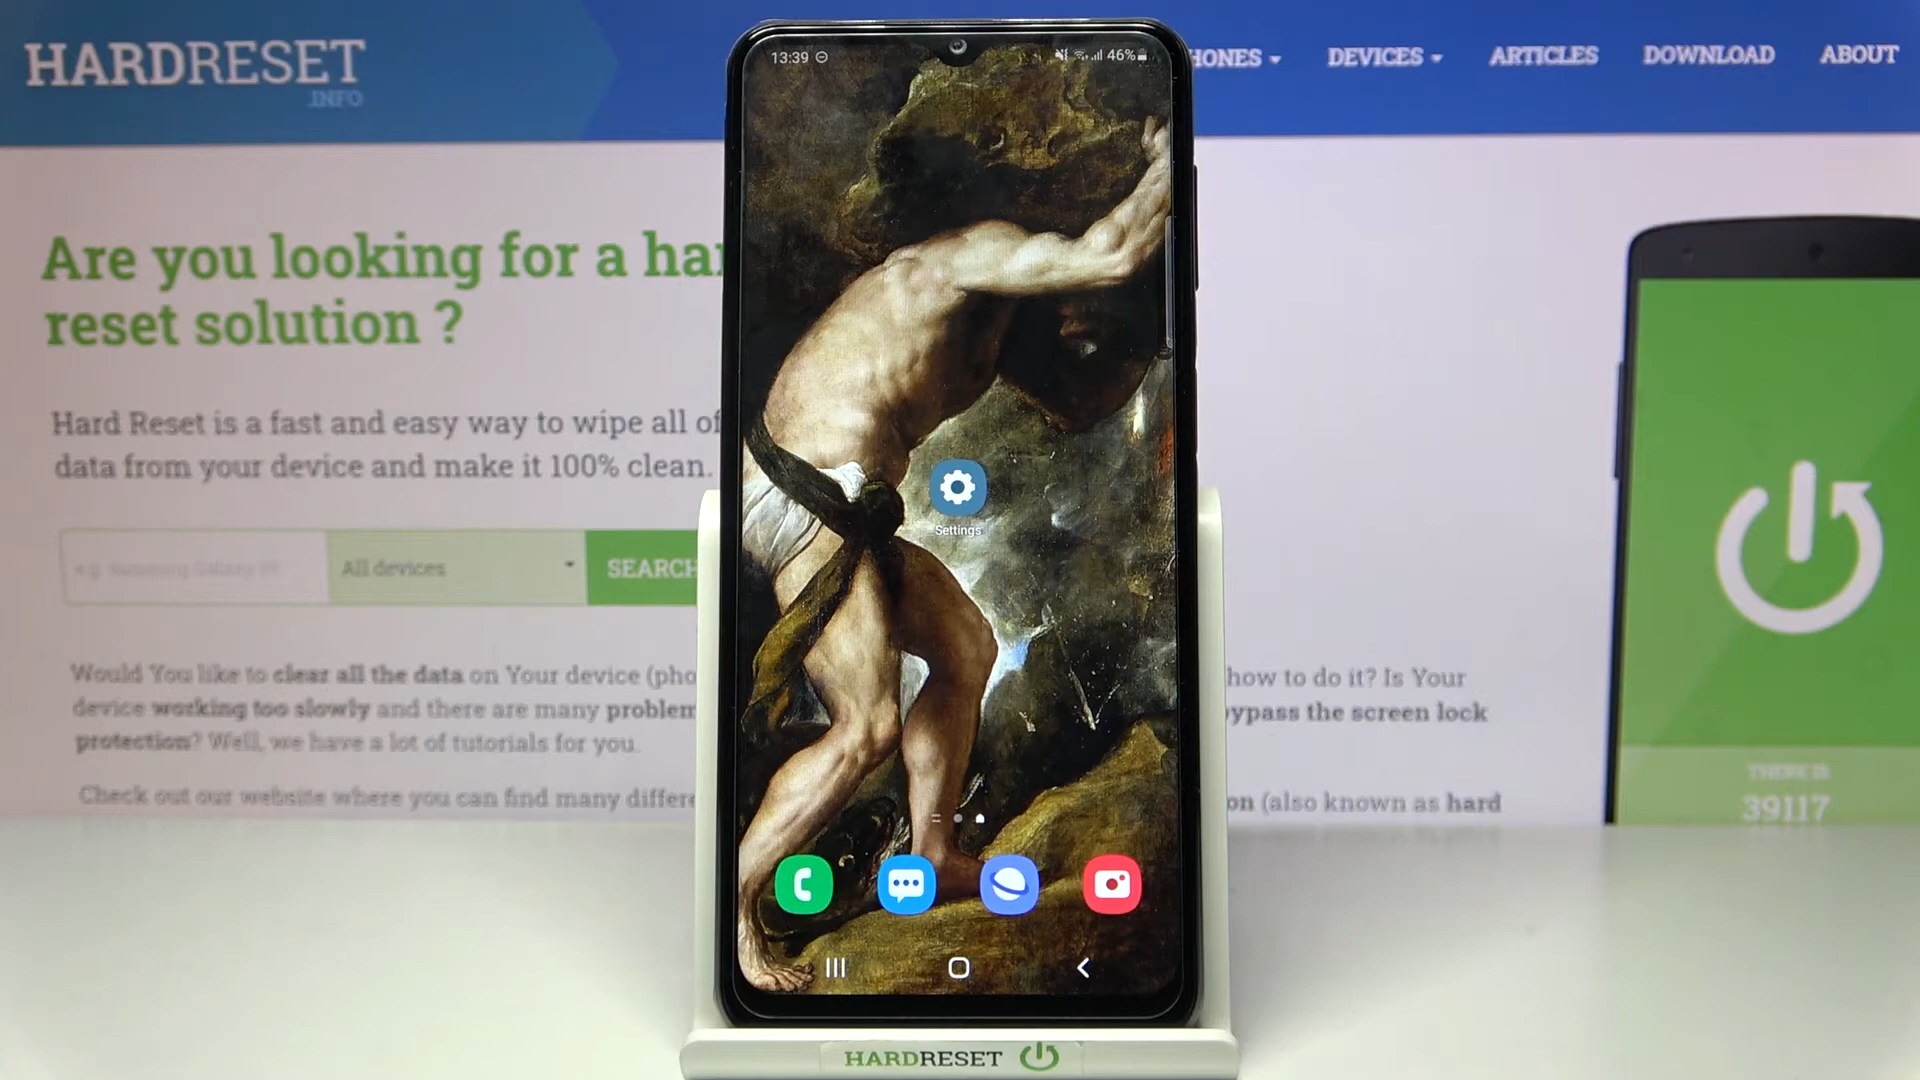 HARDRESET
.INFO
HONES
DEVICES
ARTICLES
DOWNLOAD
ABOUT
Are you looking for a har
reset solution ?
Hard Reset is a fast and easy way to wipe all of
data from your device and make it 100% clean.
All devices
SEARCH
Would You like to clear all the data on Your device (pho
device working too slowly and there are many problem
protection? Well, we have a lot of tutorials for you.
Check out our website where you can find many differe
how to do it? Is Your
ypass the screen lock
on (also known as hard
THERE IS
39117
13:39
46%
Settings
HARDRESET